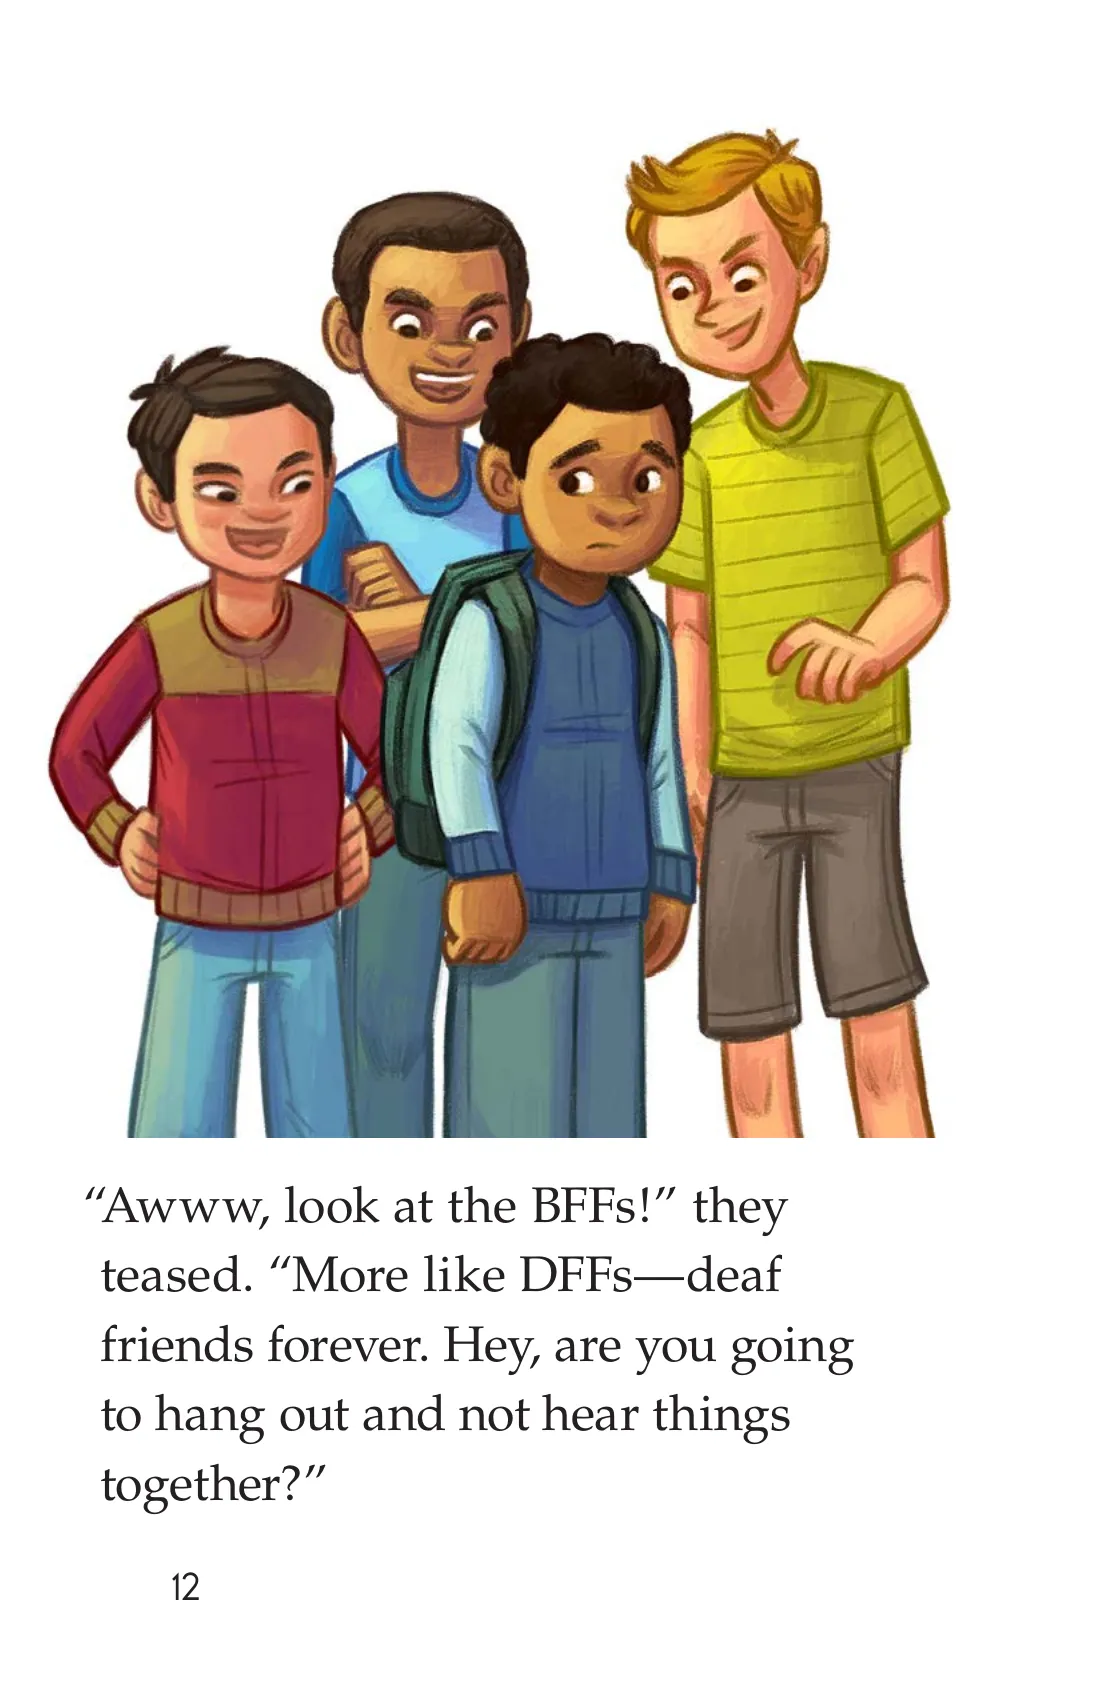 “Awww, look at the BFFs!” they
teased. “More like DFFs—deaf
friends forever. Hey, are you going
to hang out and not hear things
together?”
12